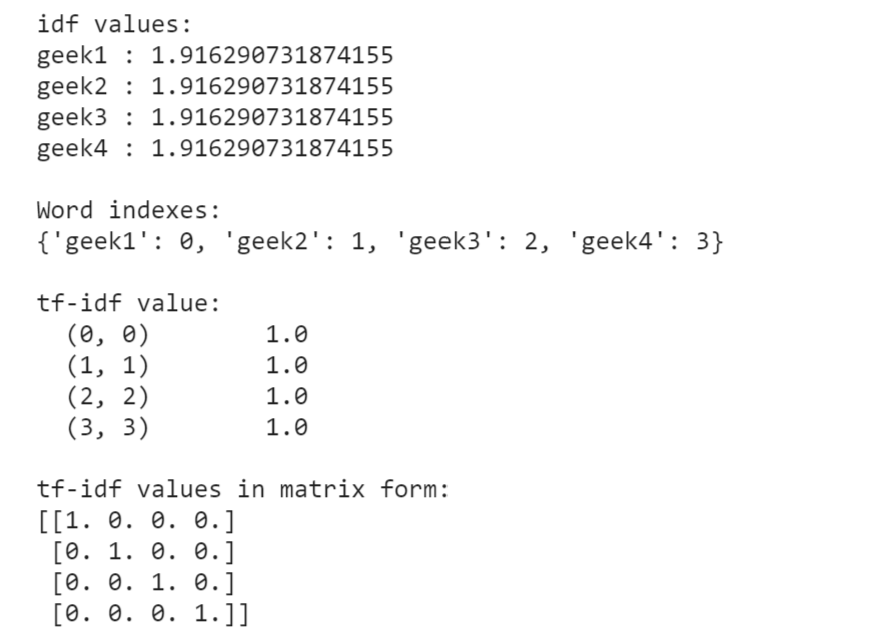 idf values:
geek1 : 1.916290731874155
geek2 : 1.916290731874155
geek3 : 1.916290731874155
geek4 : 1.916290731874155
Word indexes:
{'geek1': 0, 'geek2': 1, 'geek3': 2, 'geek4': 3}
tf-idf value:
(0, 0) 1.0
(1, 1) 1.0
(2, 2) 1.0
(3, 3) 1.0
tf-idf values in matrix form:
[[1. 0. 0. 0.]
[0. 1. 0. 0.]
[0. 0. 1. 0.]
[0. 0. 0. 1.]]